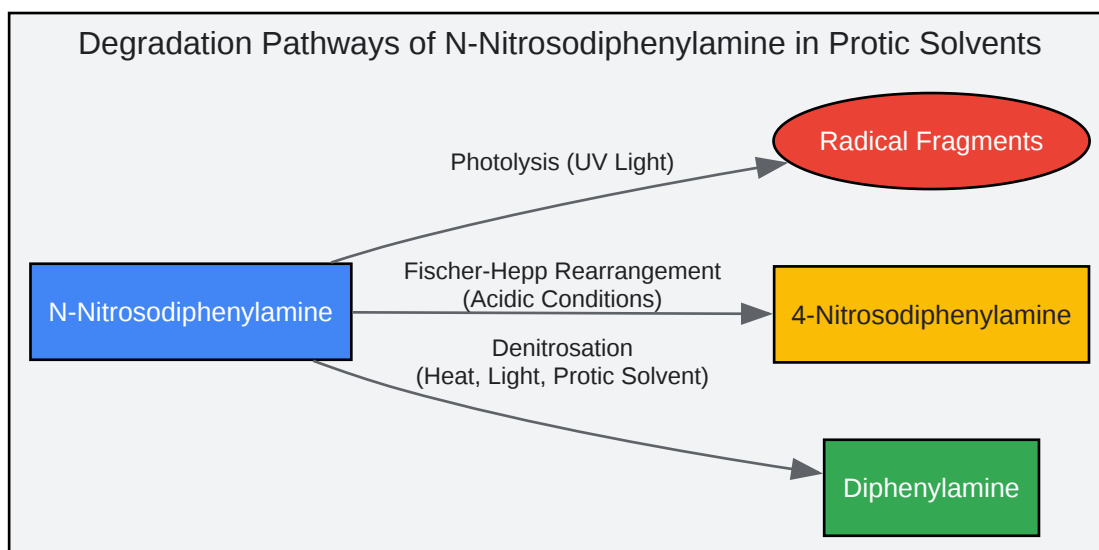 Degradation Pathways of N-Nitrosodiphenylamine in Protic Solvents
Radical Fragments
Photolysis (UV Light)
N-Nitrosodiphenylamine
Fischer-Hepp Rearrangement
(Acidic Conditions)
4-Nitrosodiphenylamine
Denitrosation
(Heat, Light, Protic Solvent)
Diphenylamine